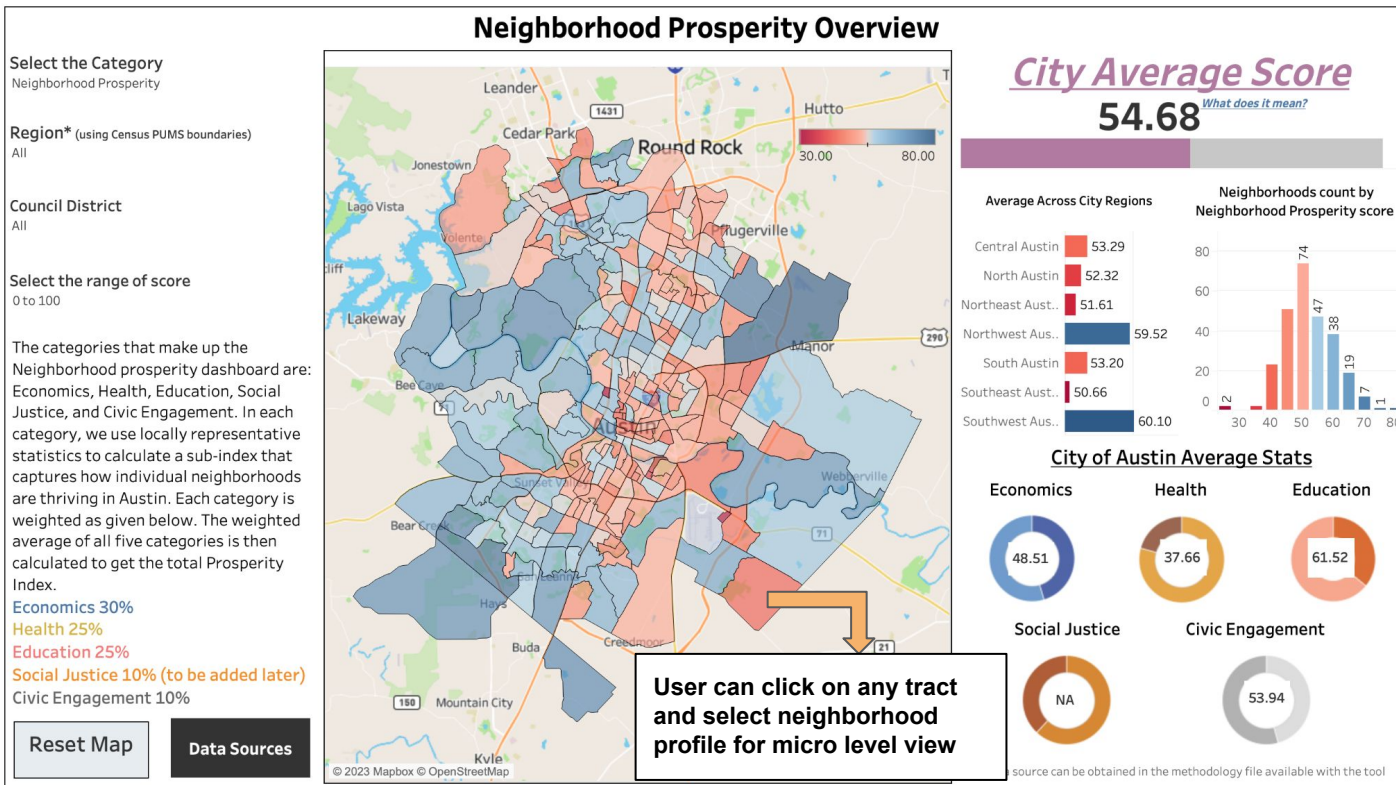 Neighborhood Prosperity Overview
Select the Category
Neighborhood Prosperity
Region* (using Census PUMS boundaries)
All
Council District
All
Select the range of score
0 to 100
The categories that make up the
Neighborhood prosperity dashboard are:
Economics, Health, Education, Social
Justice, and Civic Engagement. In each
category, we use locally representative
statistics to calculate a sub-index that
captures how individual neighborhoods
are thriving in Austin. Each category is
weighted as given below. The weighted
average of all five categories is then
calculated to get the total Prosperity
Index.
Economics 30%
Health 25%
Education 25%
Social Justice 10% (to be added later)
Civic Engagement 10%
Reset Map
Data Sources
Leander
1431
Hutto
Cedar Park
Round Rock
30.00
80.00
Jonestown
Lago Vista
Volente
Pflugerville
Lakeway
Manor
290
Bee Cave
71
Austin
Sunset Valley
Webberville
Bear Creek
71
San Leanna
Hays
Creedmoor
Buda
21
150
Mountain City
Kyle
© 2023 Mapbox © OpenStreetMap
User can click on any tract
and select neighborhood
profile for micro level view
City Average Score
54.68
What does it mean?
Average Across City Regions
Central Austin 53.29
North Austin 52.32
Northeast Aust.. 51.61
Northwest Aus.. 59.52
South Austin 53.20
Southeast Aust.. 50.66
Southwest Aus.. 60.10
Neighborhoods count by
Neighborhood Prosperity score
80
60
40
20
0
2
74
47
38
19
7
1
30 40 50 60 70
City of Austin Average Stats
Economics
48.51
Health
37.66
Education
61.52
Social Justice
NA
Civic Engagement
53.94
source can be obtained in the methodology file available with the tool